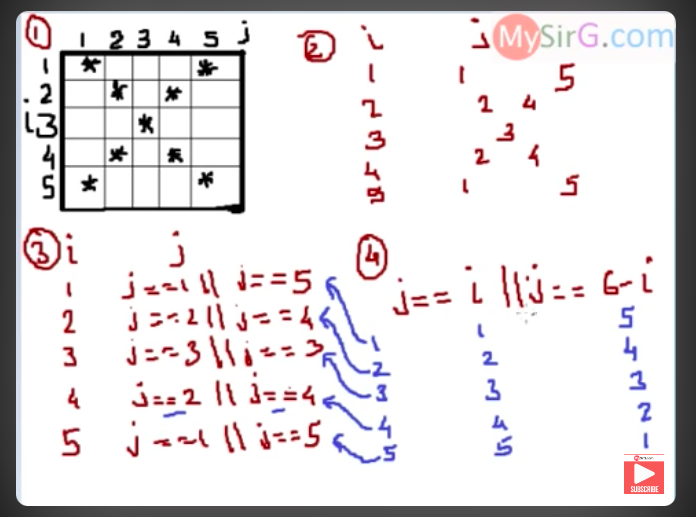 1
1 2 3 4 5 j
1 * *
.2 * *
i3 *
4 * *
5 * *
2 i j MySirG.com
1 1 5
2 2 4
3 3
4 2 4
5 1 5
3 i j
1 j==1 || j==5
2 j==2 || j==4
3 j==3 || j==3
4 j==2 || j==4
5 j==1 || j==5
1
2
3
4
5
4
j== i || j== 6-i
1 5
2 4
3 3
4 2
5 1
SUBSCRIBE